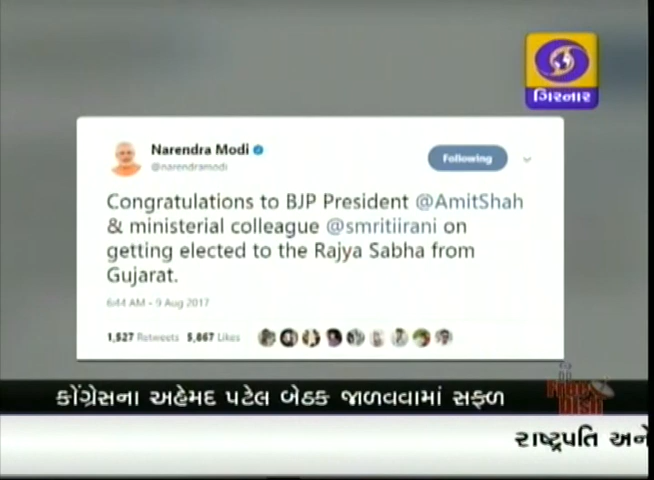 ગિરનાર
Narendra Modi
@narendramodi
Following
Congratulations to BJP President @AmitShah
& ministerial colleague @smritiirani on
getting elected to the Rajya Sabha from
Gujarat.
6:44 AM - 9 Aug 2017
1,527 Retweets 5,867 Likes
કોંગ્રેસના અહેમદ પટેલ બેઠક જાળવવામાં સફળ
Free
DISH
રાષ્ટ્રપતિ અને